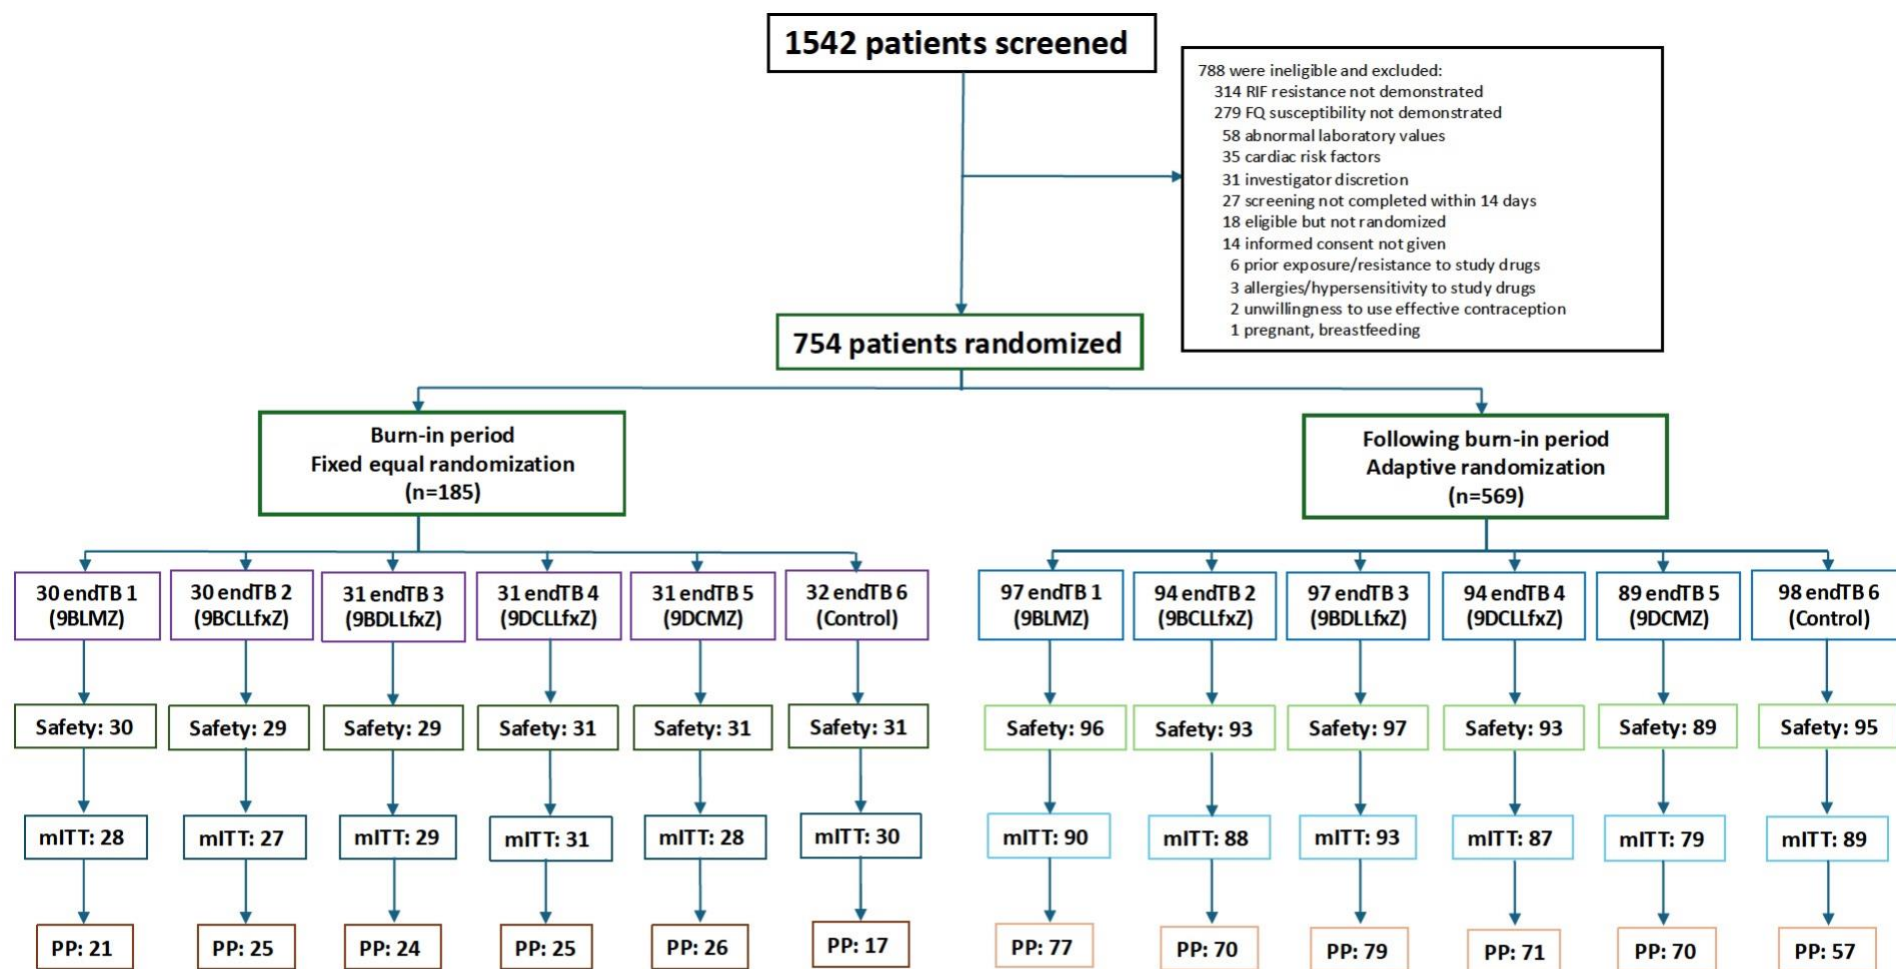 1542 patients screened
788 were ineligible and excluded:
314 RIF resistance not demonstrated
279 FQ susceptibility not demonstrated
58 abnormal laboratory values
35 cardiac risk factors
31 investigator discretion
27 screening not completed within 14 days
18 eligible but not randomized
14 informed consent not given
6 prior exposure/resistance to study drugs
3 allergies/hypersensitivity to study drugs
2 unwillingness to use effective contraception
1 pregnant, breastfeeding
754 patients randomized
Burn-in period
Fixed equal randomization
(n=185)
Following burn-in period
Adaptive randomization
(n=569)
30 endTB 1
(9BLMZ)
30 endTB 2
(9BCLLfxZ)
31 endTB 3
(9BDLLfxZ)
31 endTB 4
(9DCLLfxZ)
31 endTB 5
(9DCMZ)
32 endTB 6
(Control)
97 endTB 1
(9BLMZ)
94 endTB 2
(9BCLLfxZ)
97 endTB 3
(9BDLLfxZ)
94 endTB 4
(9DCLLfxZ)
89 endTB 5
(9DCMZ)
98 endTB 6
(Control)
Safety: 30
Safety: 29
Safety: 29
Safety: 31
Safety: 31
Safety: 31
Safety: 96
Safety: 93
Safety: 97
Safety: 93
Safety: 89
Safety: 95
mITT: 28
mITT: 27
mITT: 29
mITT: 31
mITT: 28
mITT: 30
mITT: 90
mITT: 88
mITT: 93
mITT: 87
mITT: 79
mITT: 89
PP: 21
PP: 25
PP: 24
PP: 25
PP: 26
PP: 17
PP: 77
PP: 70
PP: 79
PP: 71
PP: 70
PP: 57